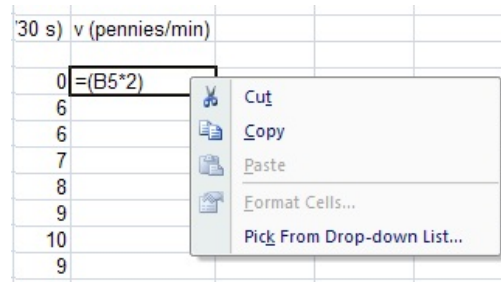 '30 s) v (pennies/min)
0 =(B5*2)
6
6
7
8
9
10
9
Cut
Copy
Paste
Format Cells...
Pick From Drop-down List...